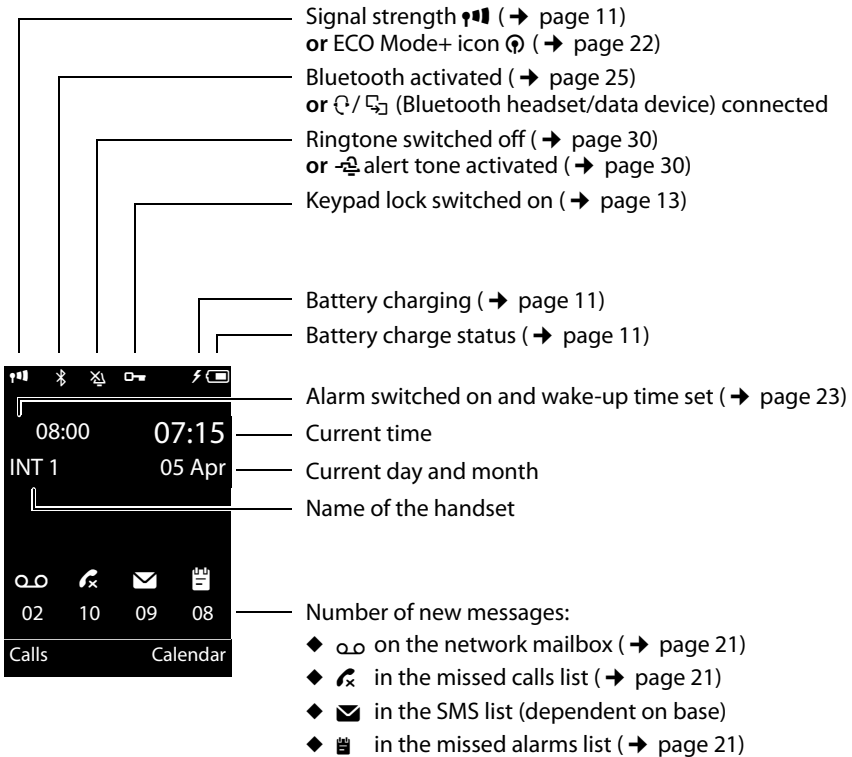 Signal strength (➔ page 11)
or ECO Mode+ icon (➔ page 22)
Bluetooth activated (➔ page 25)
or / (Bluetooth headset/data device) connected
Ringtone switched off (➔ page 30)
or alert tone activated (➔ page 30)
Keypad lock switched on (➔ page 13)
Battery charging (➔ page 11)
Battery charge status (➔ page 11)
Alarm switched on and wake-up time set (➔ page 23)
08:00 07:15
Current time
INT 1 05 Apr
Current day and month
Name of the handset
02 10 09 08
Number of new messages:
◆ on the network mailbox (➔ page 21)
Calls Calendar
◆ in the missed calls list (➔ page 21)
◆ in the SMS list (dependent on base)
◆ in the missed alarms list (➔ page 21)